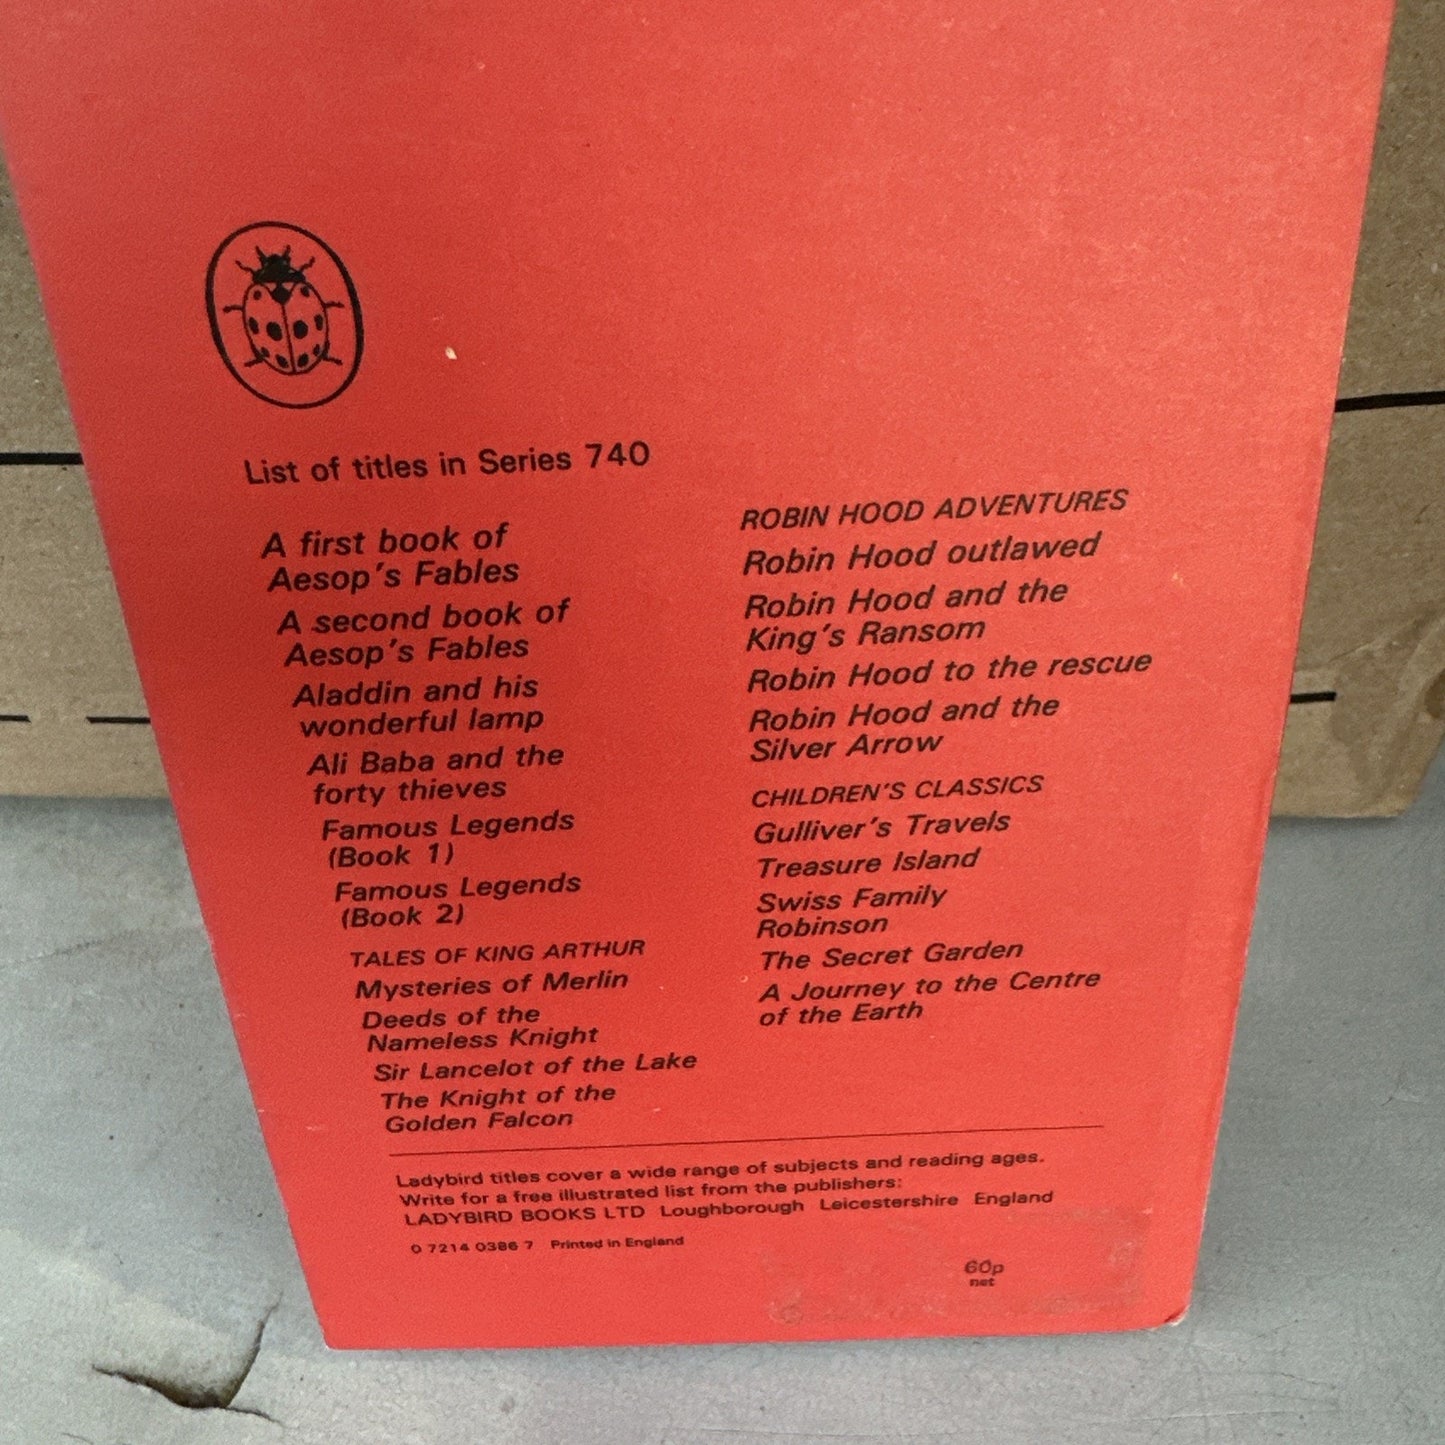 List of titles in Series 740
A first book of
Aesop's Fables
A second book of
Aesop's Fables
Aladdin and his
wonderful lamp
Ali Baba and the
forty thieves
Famous Legends
(Book 1)
Famous Legends
(Book 2)
TALES OF KING ARTHUR
Mysteries of Merlin
Deeds of the
Nameless Knight
Sir Lancelot of the Lake
The Knight of the
Golden Falcon
ROBIN HOOD ADVENTURES
Robin Hood outlawed
Robin Hood and the
King's Ransom
Robin Hood to the rescue
Robin Hood and the
Silver Arrow
CHILDREN'S CLASSICS
Gulliver's Travels
Treasure Island
Swiss Family
Robinson
The Secret Garden
A Journey to the Centre
of the Earth
Ladybird titles cover a wide range of subjects and reading ages.
Write for a free illustrated list from the publishers:
LADYBIRD BOOKS LTD Loughborough Leicestershire England
0 7214 0386 7 Printed in England
60p
net